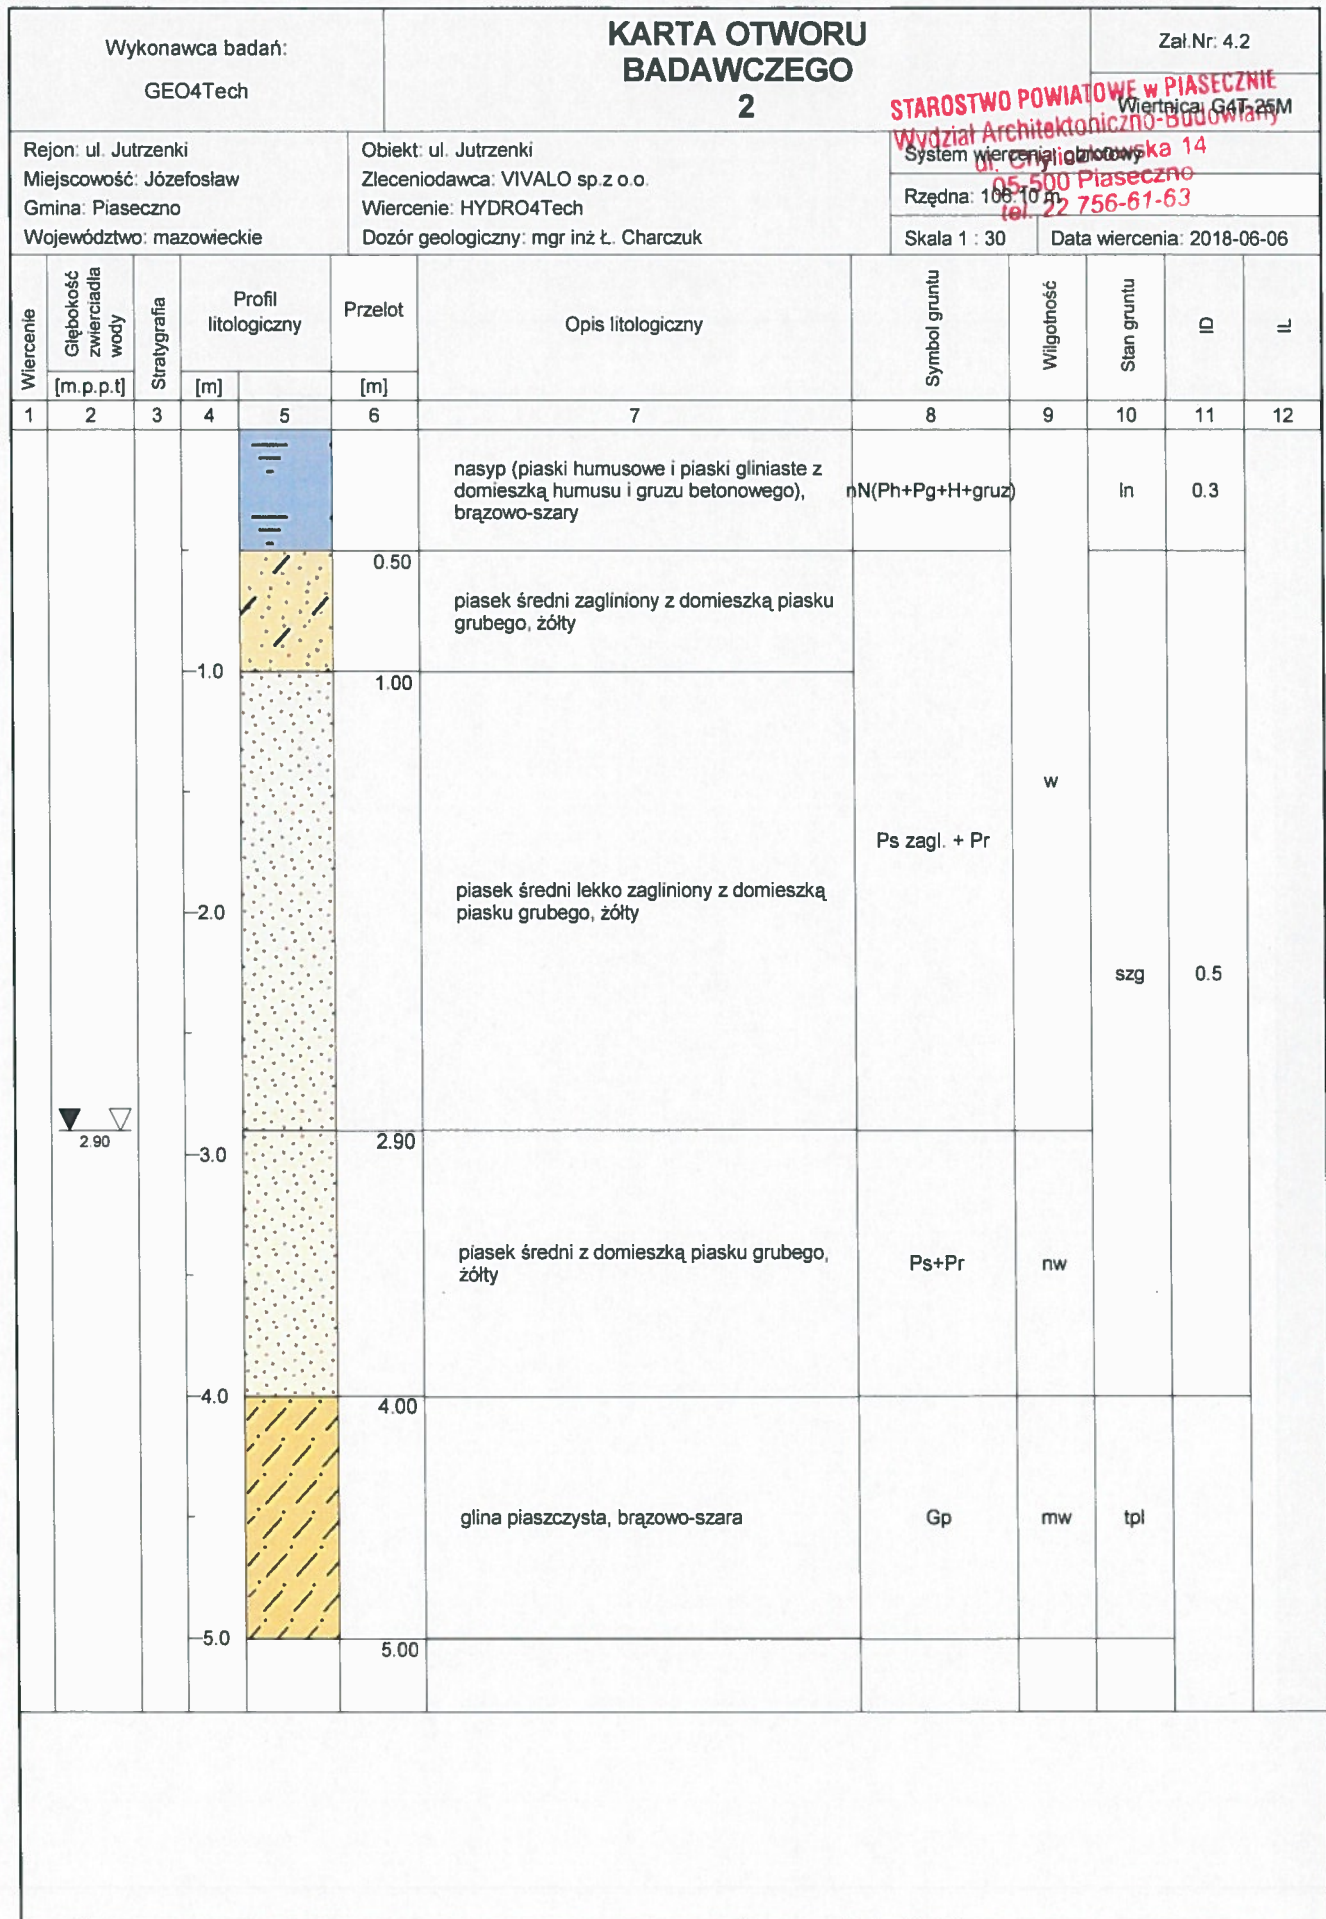 Wykonawca badań:
GEO4Tech
KARTA OTWORU
BADAWCZEGO
2
Zał.Nr: 4.2
STAROSTWO POWIATOWE w PIASECZNIE
Wiertnica: G4T-25M
Wydział Architektoniczno-Budowlany
System wiercenia: obrotowy
ul. Chyliczkowska 14
05-500 Piaseczno
Rzędna: 106.10 m
tel. 22 756-61-63
Rejon: ul. Jutrzenki
Miejscowość: Józefosław
Gmina: Piaseczno
Województwo: mazowieckie
Obiekt: ul. Jutrzenki
Zleceniodawca: VIVALO sp.z o.o.
Wiercenie: HYDRO4Tech
Dozór geologiczny: mgr inż Ł. Charczuk
Skala 1 : 30
Data wiercenia: 2018-06-06
Wiercenie
Głębokość
zwierciadła
wody
[m.p.p.t]
Stratygrafia
Profil
litologiczny
[m]
Przelot
[m]
Opis litologiczny
Symbol gruntu
Wilgotność
Stan gruntu
ID
IL
1 2 3 4 5 6 7 8 9 10 11 12
nasyp (piaski humusowe i piaski gliniaste z
domieszką humusu i gruzu betonowego),
brązowo-szary
nN(Ph+Pg+H+gruz)
ln
0.3
0.50
piasek średni zagliniony z domieszką piasku
grubego, żółty
1.0
1.00
w
Ps zagl. + Pr
piasek średni lekko zagliniony z domieszką
piasku grubego, żółty
2.0
szg
0.5
2.90
2.90
3.0
piasek średni z domieszką piasku grubego,
żółty
Ps+Pr
nw
4.0
4.00
glina piaszczysta, brązowo-szara
Gp
mw
tpl
5.0
5.00